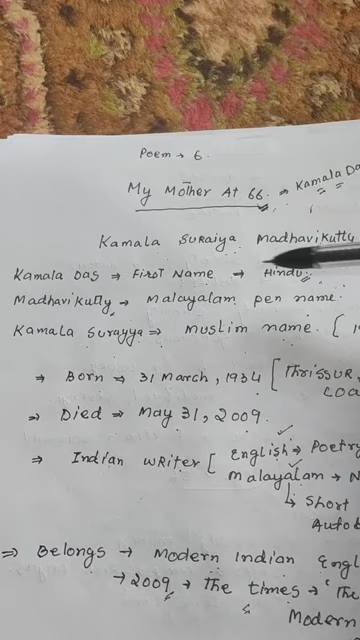 Poem → 6.
My Mother At 66. ⇒ Kamala Da
Kamala Suraiya Madhavikutty
Kamala Das ⇒ First Name → Hindu
Madhavikutty → Malayalam pen name.
Kamala Surayya ⇒ Muslim name. [ 19
⇒ Born ⇒ 31 March, 1934 [ Thrissur,
⇒ Died ⇒ May 31, 2009.
⇒ Indian writer [ English → Poetry
Malayalam →
↳ Short
Autob
⇒ Belongs → Modern Indian Engl
→ 2009 → The times → " The
Modern